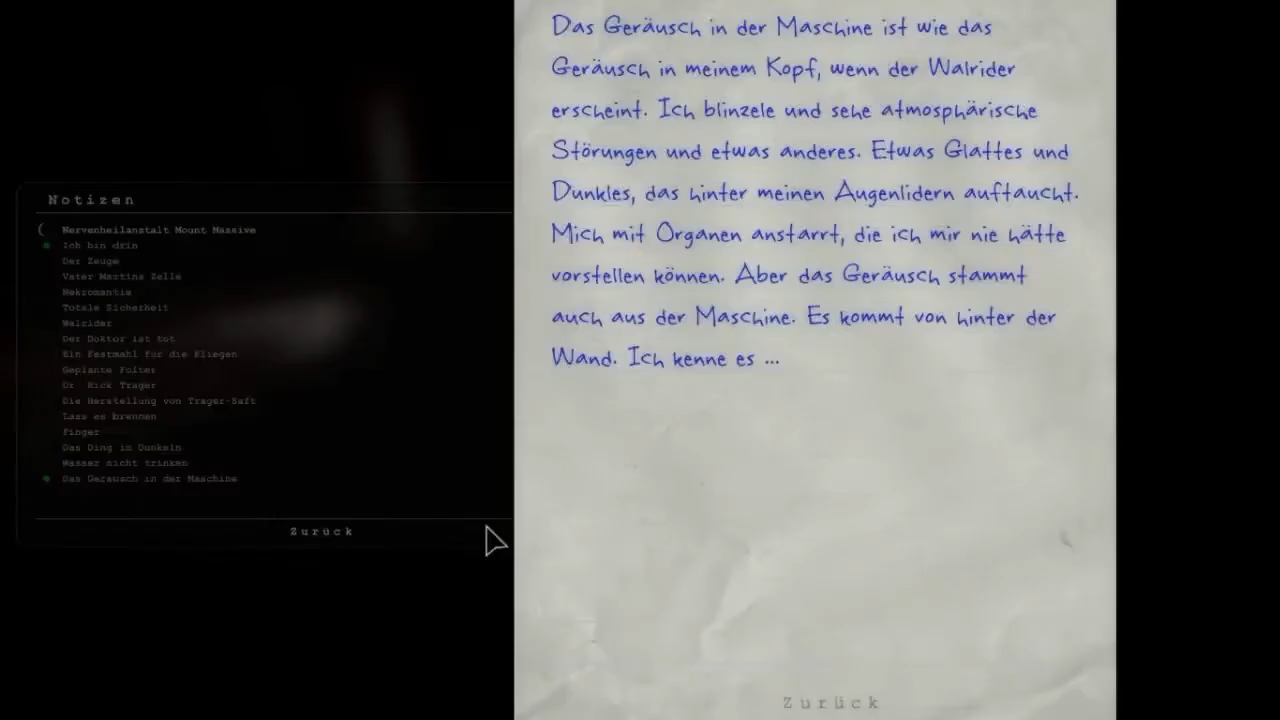 Notizen
Nervenheilanstalt Mount Massive
Ich bin drin
Der Zeuge
Vater Martins Zelle
Nekromantie
Totale Sicherheit
Walrider
Der Doktor ist tot
Ein Festmahl für die Fliegen
Geplante Folter
Dr. Rick Trager
Die Herstellung von Trager-Saft
Lass es brennen
Finger
Das Ding im Dunkeln
Wasser nicht trinken
Das Geräusch in der Maschine
Zurück
Das Geräusch in der Maschine ist wie das
Geräusch in meinem Kopf, wenn der Walrider
erscheint. Ich blinzele und sehe atmosphärische
Störungen und etwas anderes. Etwas Glattes und
Dunkles, das hinter meinen Augenlidern auftaucht.
Mich mit Organen anstarrt, die ich mir nie hätte
vorstellen können. Aber das Geräusch stammt
auch aus der Maschine. Es kommt von hinter der
Wand. Ich kenne es ...
Zurück